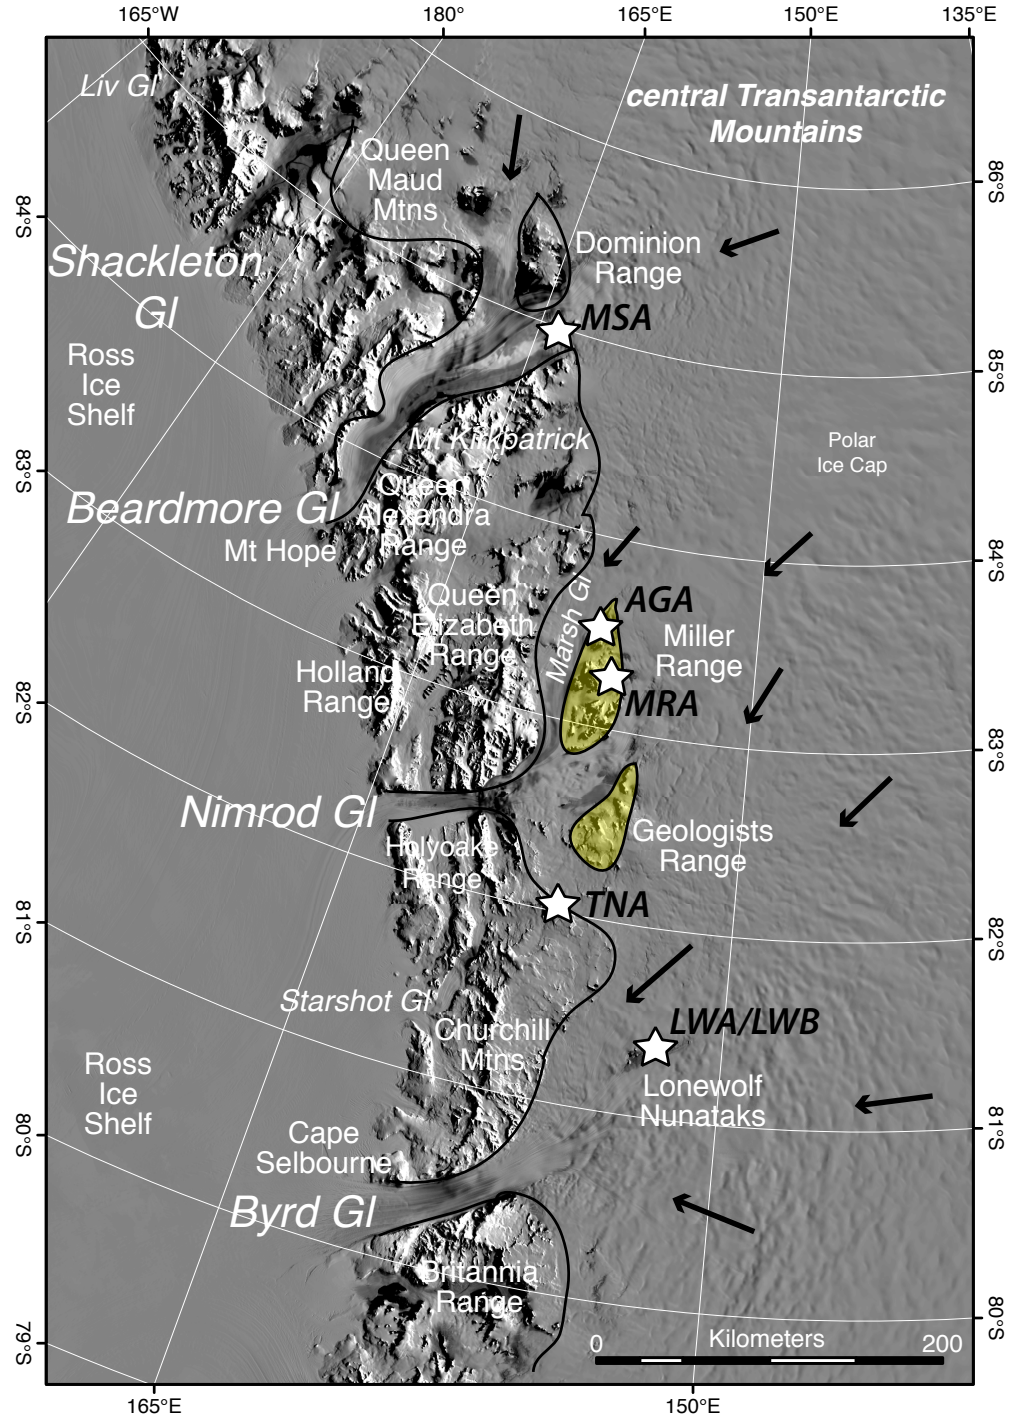 165°W
180°
165°E
150°E
135°E
Liv Gl
central Transantarctic
Mountains
Queen
Maud
Mtns
86°S
84°S
Dominion
Range
Shackleton
Gl
MSA
Ross
Ice
Shelf
85°S
Mt Kirkpatrick
Polar
Ice Cap
83°S
Queen
Alexandra
Range
Beardmore Gl
Mt Hope
84°S
Marsh Gl
AGA
Queen
Elizabeth
Range
Miller
Range
Holland
Range
MRA
82°S
83°S
Nimrod Gl
Geologists
Range
Holyoake
Range
TNA
81°S
82°S
Starshot Gl
LWA/LWB
Churchill
Mtns
Ross
Ice
Shelf
Lonewolf
Nunataks
80°S
81°S
Cape
Selbourne
Byrd Gl
Britannia
Range
80°S
79°S
0
Kilometers
200
165°E
150°E